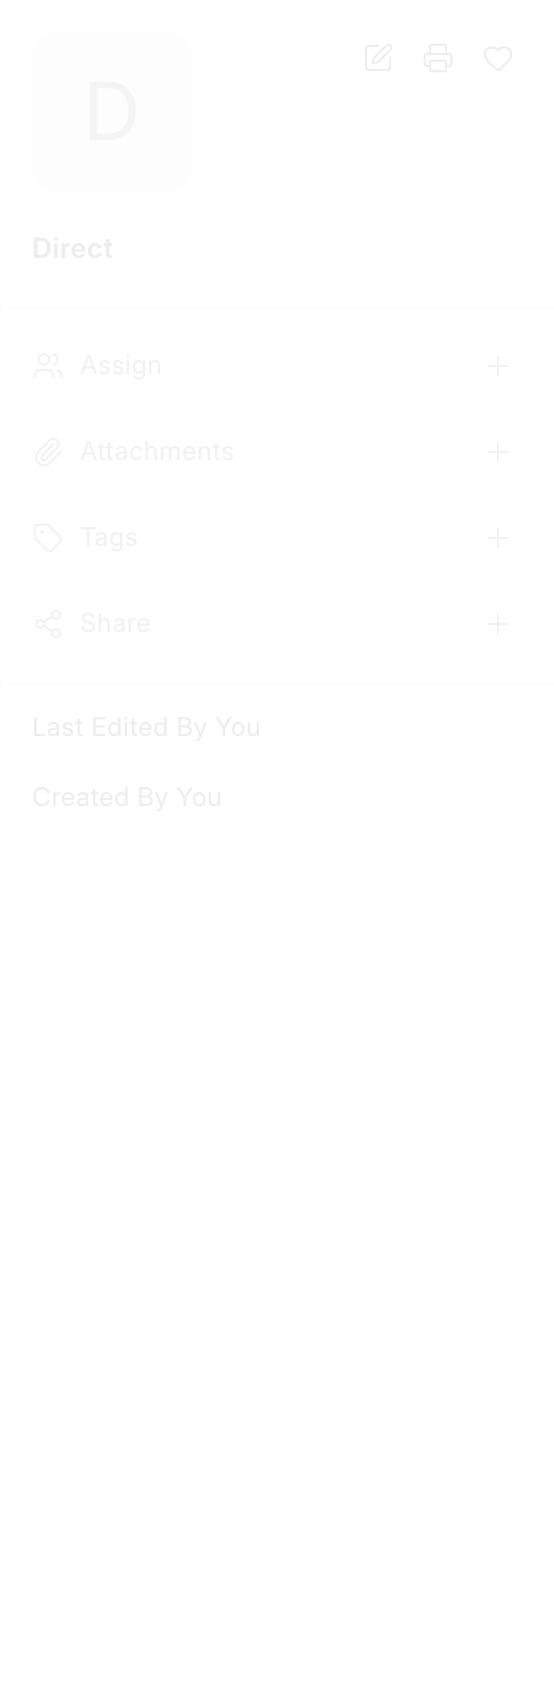 D
Direct
Assign
Attachments
Tags
Share
Last Edited By You
Created By You